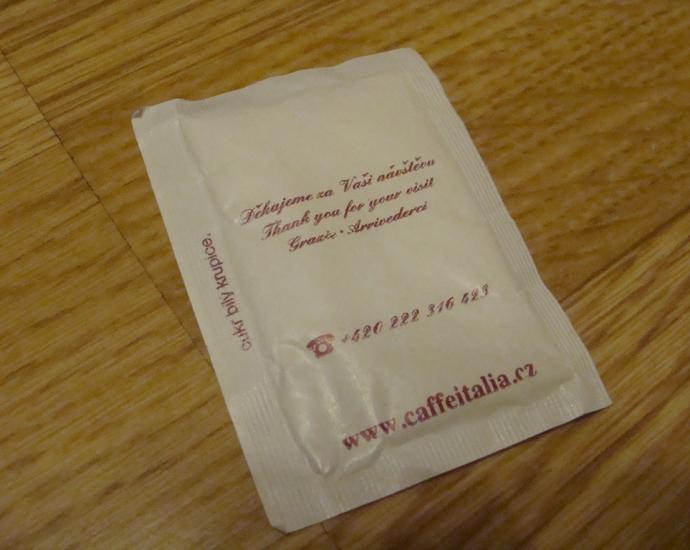 Děkujeme za Vaši návštěvu
Thank you for your visit
Grazie • Arrivederci
☎ +420 222 316 423
www.caffeitalia.cz
cukr bílý krupice,